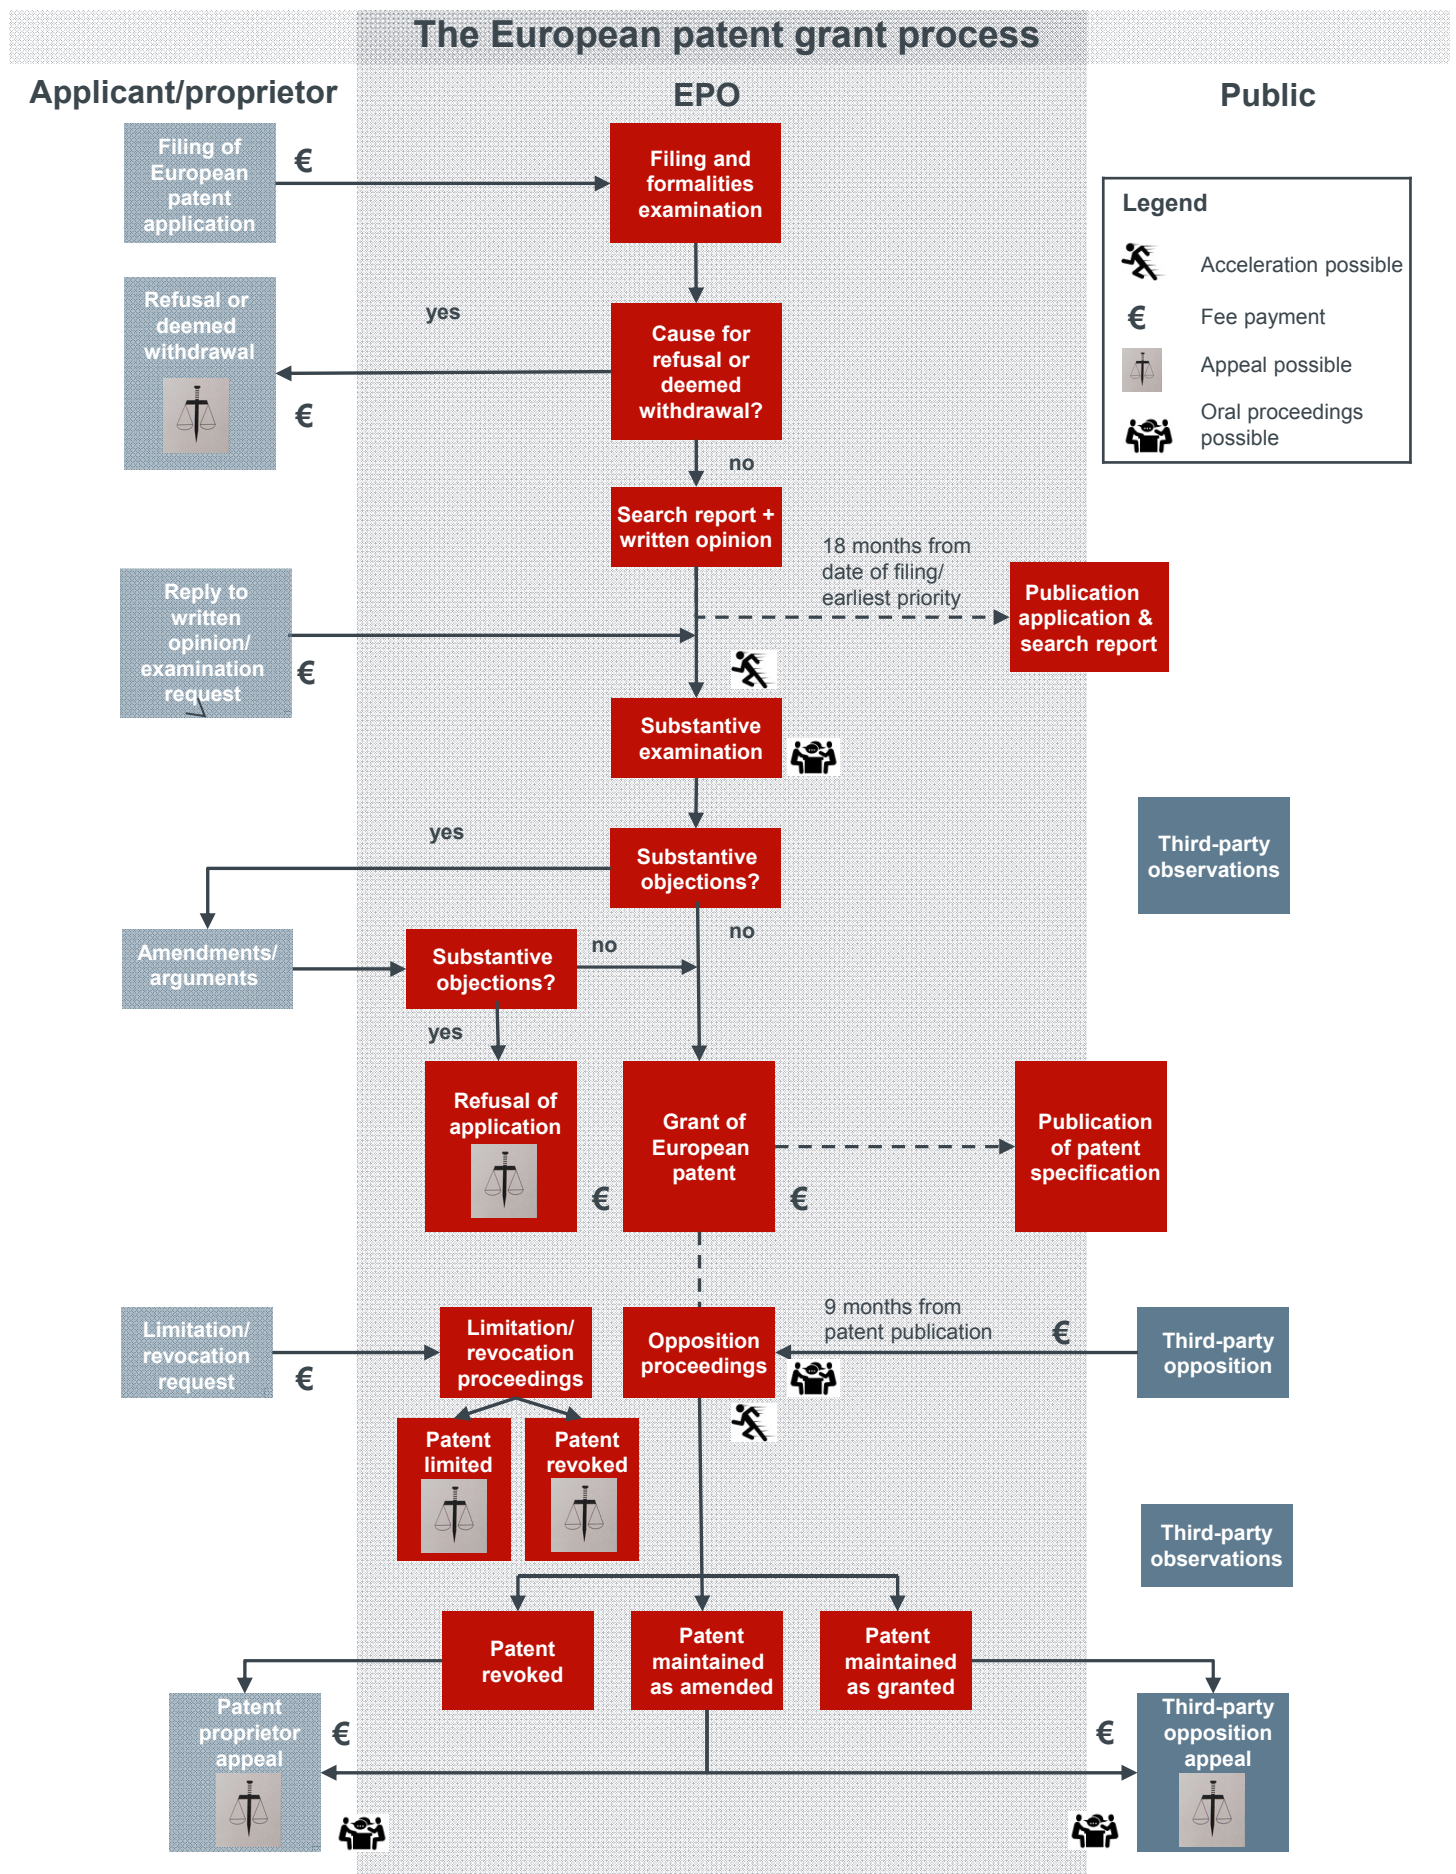 The European patent grant process
Applicant/proprietor
EPO
Public
Filing of
European
patent
application
€
Filing and
formalities
examination
Legend
Acceleration possible
€
Fee payment
Appeal possible
Oral proceedings
possible
Refusal or
deemed
withdrawal
yes
€
Cause for
refusal or
deemed
withdrawal?
no
Search report +
written opinion
18 months from
date of filing/
earliest priority
Publication
application &
search report
Reply to
written
opinion/
examination
request
€
Substantive
examination
Third-party
observations
yes
Substantive
objections?
no
Amendments/
arguments
Substantive
objections?
no
yes
Refusal of
application
€
Grant of
European
patent
€
Publication
of patent
specification
Limitation/
revocation
request
€
Limitation/
revocation
proceedings
Opposition
proceedings
9 months from
patent publication
€
Third-party
opposition
Patent
limited
Patent
revoked
Third-party
observations
Patent
revoked
Patent
maintained
as amended
Patent
maintained
as granted
Patent
proprietor
appeal
€
€
Third-party
opposition
appeal